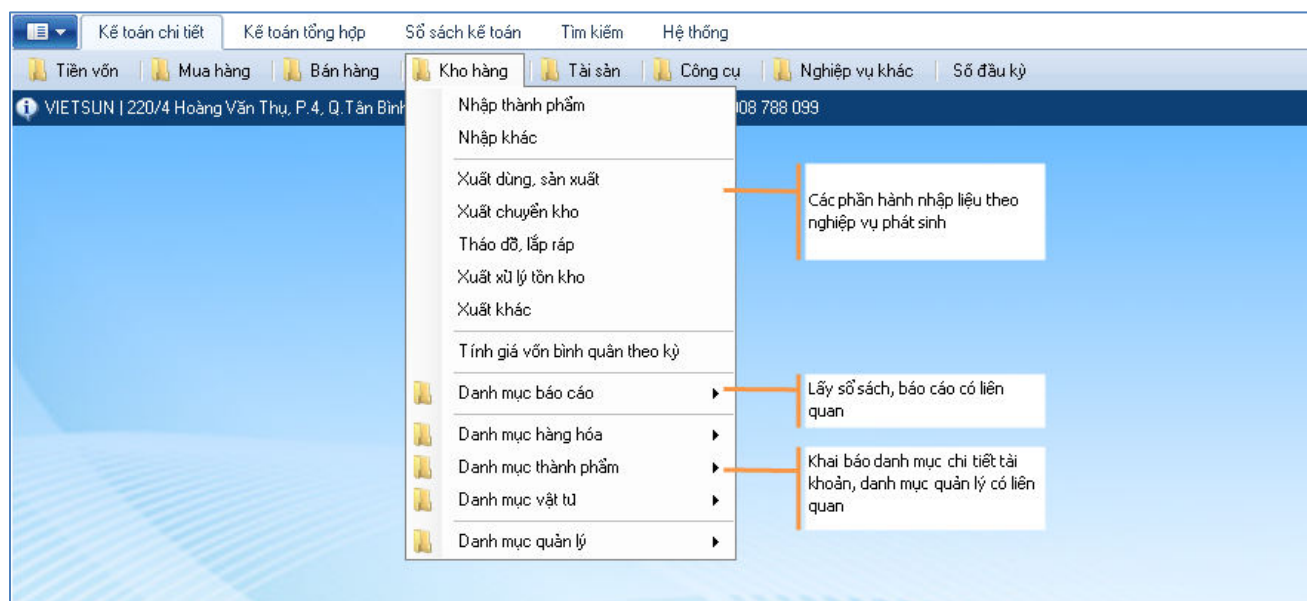 Kế toán chi tiết Kế toán tổng hợp Sổ sách kế toán Tìm kiếm Hệ thống
Tiền vốn Mua hàng Bán hàng Kho hàng Tài sản Công cụ Nghiệp vụ khác Số đầu kỳ
VIETSUN | 220/4 Hoàng Văn Thụ, P.4, Q.Tân Bình 08 788 099
Nhập thành phẩm
Nhập khác
Xuất dùng, sản xuất
Xuất chuyển kho
Tháo dỡ, lắp ráp
Xuất xử lý tồn kho
Xuất khác
Tính giá vốn bình quân theo kỳ
Danh mục báo cáo
Danh mục hàng hóa
Danh mục thành phẩm
Danh mục vật tư
Danh mục quản lý
Các phần hành nhập liệu theo
nghiệp vụ phát sinh
Lấy sổ sách, báo cáo có liên
quan
Khai báo danh mục chi tiết tài
khoản, danh mục quản lý có liên
quan